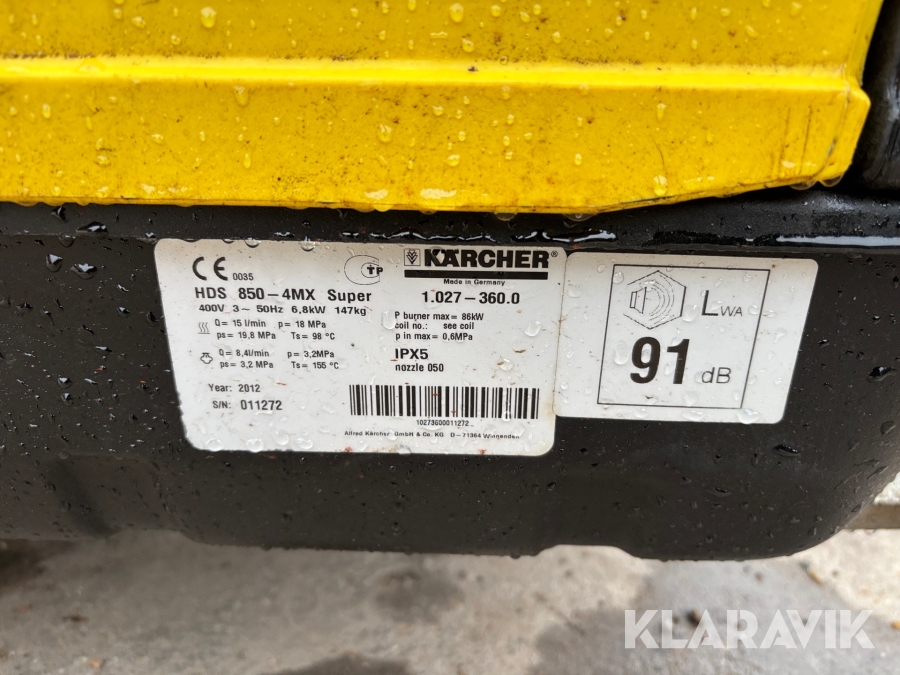 CE 0035
TP
KÄRCHER
Made in Germany
HDS 850-4MX Super
1.027-360.0
400V 3~ 50Hz 6,8kW 147kg
Q= 15 l/min p= 18 MPa
ps= 19,8 MPa Ts= 98 °C
Q= 8,4l/min p= 3,2MPa
ps= 3,2 MPa Ts= 155 °C
P burner max= 86kW
coil no.: see coil
p in max= 0,6MPa
IPX5
nozzle 050
Year: 2012
S/N: 011272
10273600011272
Alfred Kärcher GmbH & Co. KG D-71364 Winnenden
LWA
91 dB
KLARAVIK